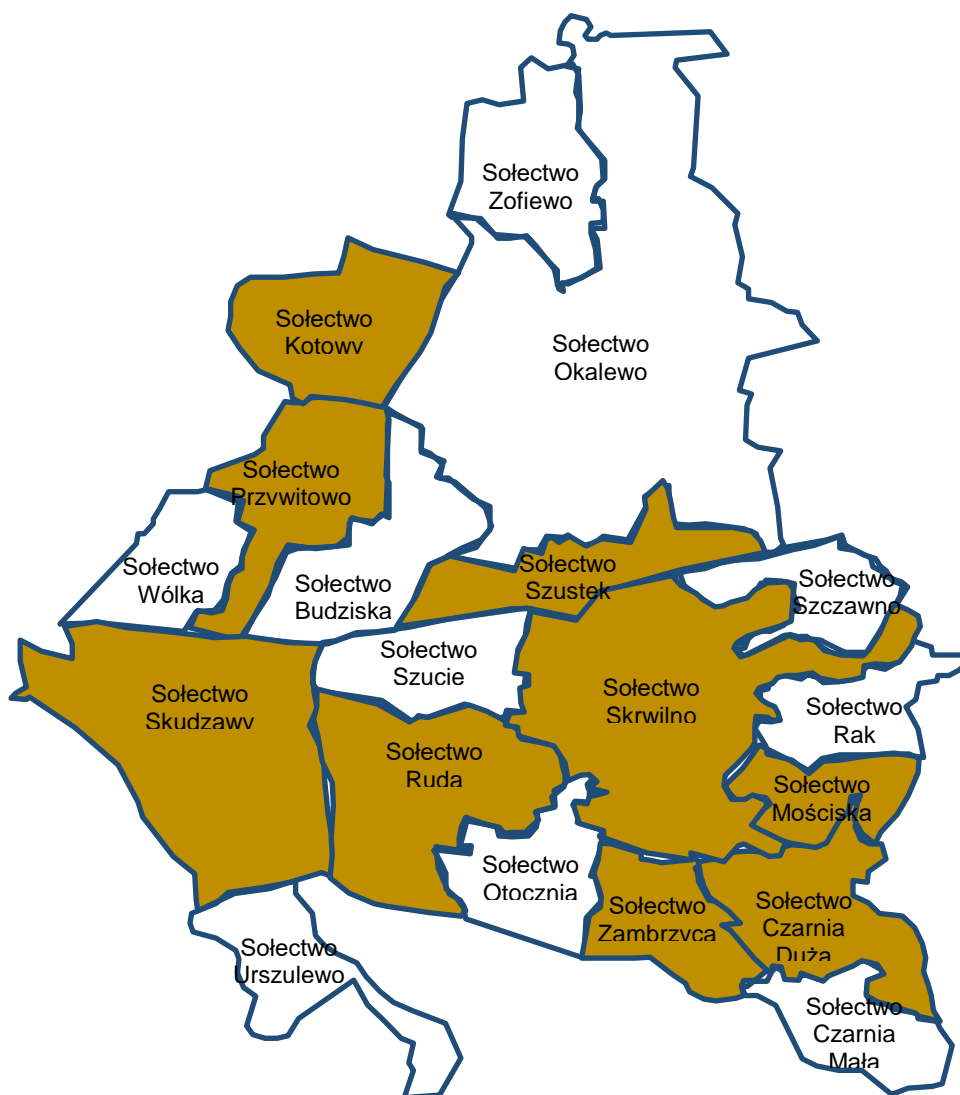 Sołectwo
Zofiewo
Sołectwo
Kotowy
Sołectwo
Okalewo
Sołectwo
Przywitowo
Sołectwo
Wólka
Sołectwo
Budziska
Sołectwo
Szustek
Sołectwo
Szczawno
Sołectwo
Szucie
Sołectwo
Skudzawy
Sołectwo
Skrwilno
Sołectwo
Rak
Sołectwo
Ruda
Sołectwo
Mościska
Sołectwo
Otocznia
Sołectwo
Zambrzyca
Sołectwo
Czarnia
Duża
Sołectwo
Urszulewo
Sołectwo
Czarnia
Mała